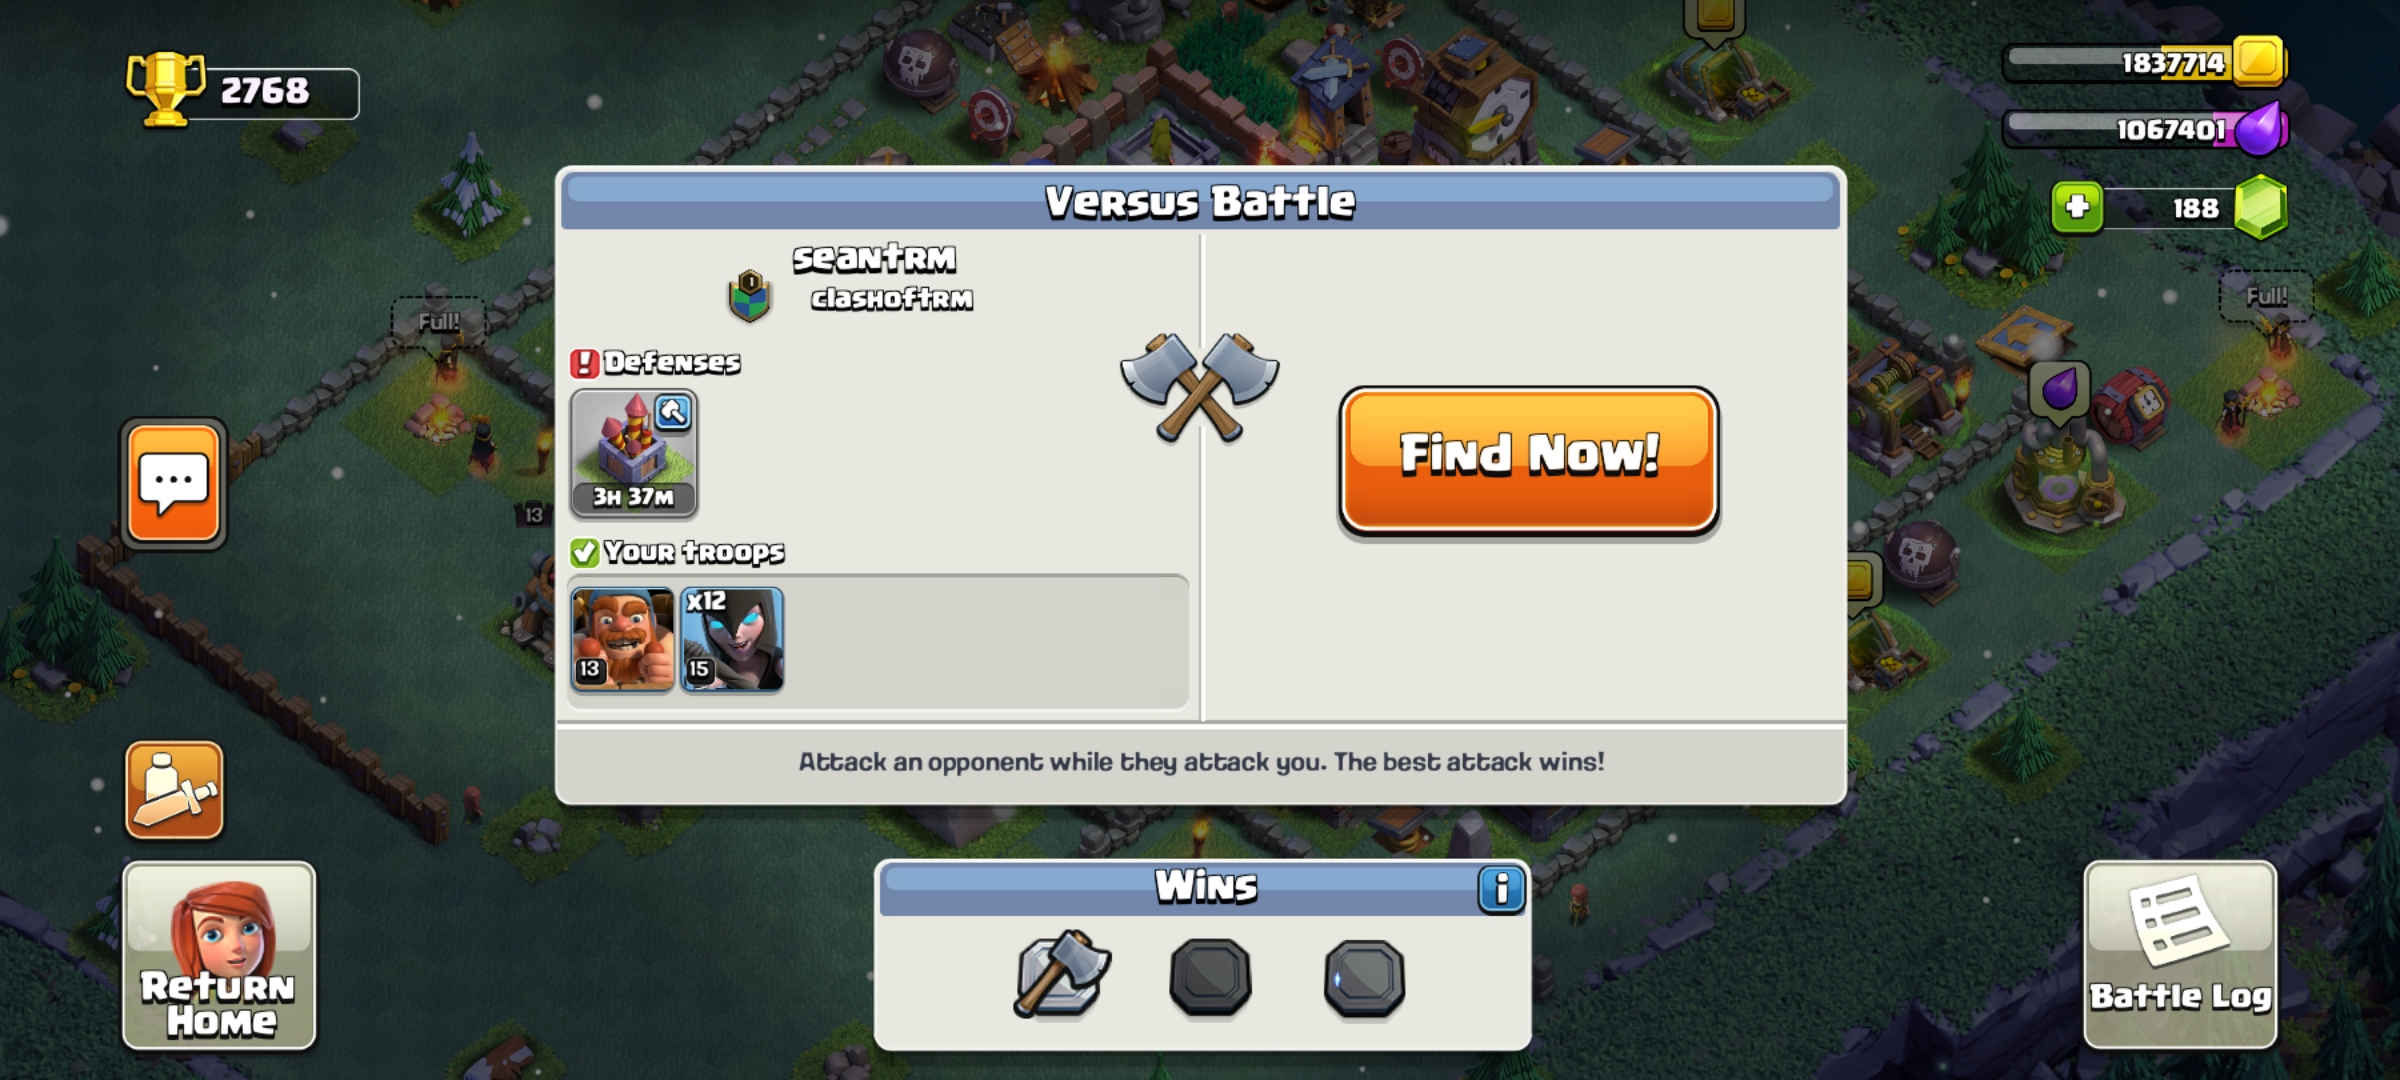 2768
1837714
1067401
188
Versus Battle
seantrm
1
clashoftrm
Full!
Full!
! Defenses
3H 37M
Find Now!
13
Your troops
x12
13
15
Attack an opponent while they attack you. The best attack wins!
Wins
i
Return
Home
Battle Log